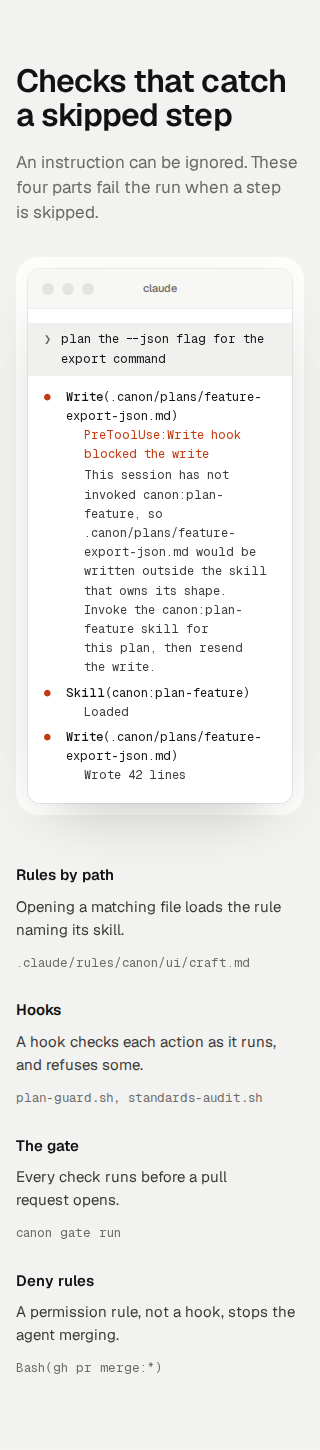 Checks that catch
a skipped step
An instruction can be ignored. These
four parts fail the run when a step
is skipped.
claude
❯ plan the --json flag for the
export command
● Write(.canon/plans/feature-
export-json.md)
PreToolUse:Write hook
blocked the write
This session has not
invoked canon:plan-
feature, so
.canon/plans/feature-
export-json.md would be
written outside the skill
that owns its shape.
Invoke the canon:plan-
feature skill for
this plan, then resend
the write.
● Skill(canon:plan-feature)
Loaded
● Write(.canon/plans/feature-
export-json.md)
Wrote 42 lines
Rules by path
Opening a matching file loads the rule
naming its skill.
.claude/rules/canon/ui/craft.md
Hooks
A hook checks each action as it runs,
and refuses some.
plan-guard.sh, standards-audit.sh
The gate
Every check runs before a pull
request opens.
canon gate run
Deny rules
A permission rule, not a hook, stops the
agent merging.
Bash(gh pr merge:*)